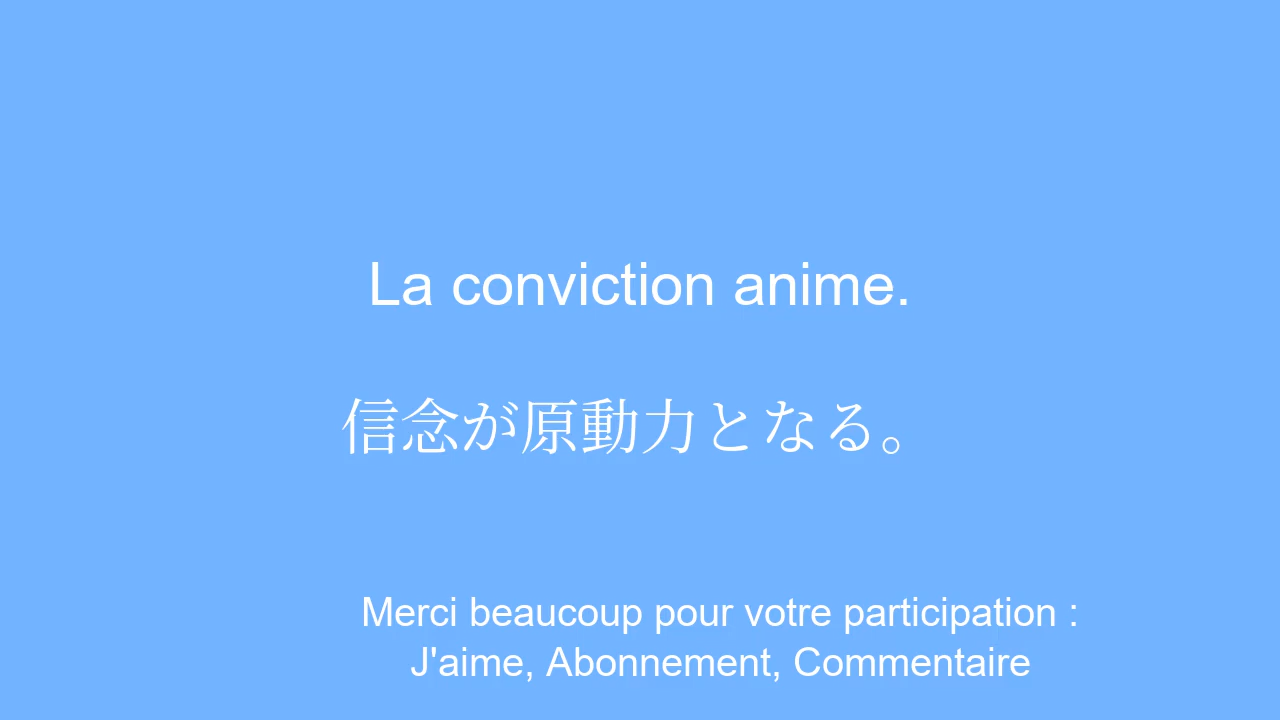 La conviction anime.
信念が原動力となる。
Merci beaucoup pour votre participation :
J'aime, Abonnement, Commentaire